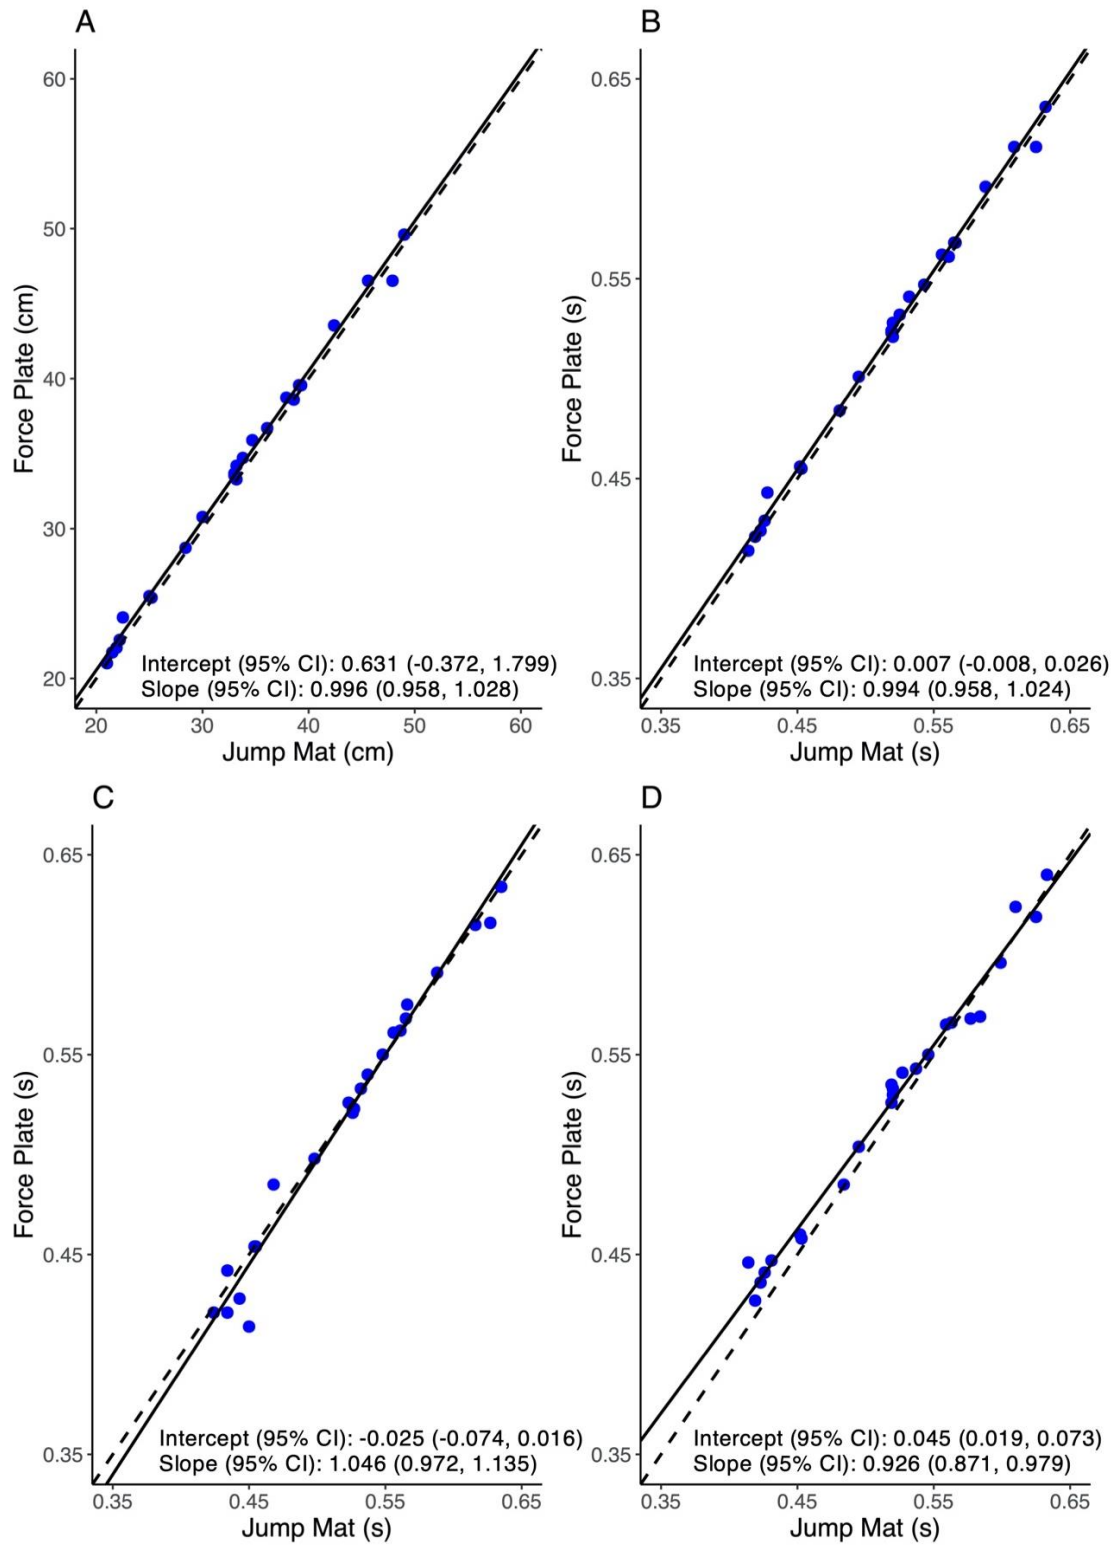 A
Force Plate (cm)
60
50
40
30
20
Intercept (95% CI): 0.631 (-0.372, 1.799)
Slope (95% CI): 0.996 (0.958, 1.028)
20 30 40 50 60
Jump Mat (cm)
B
Force Plate (s)
0.65
0.55
0.45
0.35
Intercept (95% CI): 0.007 (-0.008, 0.026)
Slope (95% CI): 0.994 (0.958, 1.024)
0.35 0.45 0.55 0.65
Jump Mat (s)
C
Force Plate (s)
0.65
0.55
0.45
0.35
Intercept (95% CI): -0.025 (-0.074, 0.016)
Slope (95% CI): 1.046 (0.972, 1.135)
0.35 0.45 0.55 0.65
Jump Mat (s)
D
Force Plate (s)
0.65
0.55
0.45
0.35
Intercept (95% CI): 0.045 (0.019, 0.073)
Slope (95% CI): 0.926 (0.871, 0.979)
0.35 0.45 0.55 0.65
Jump Mat (s)